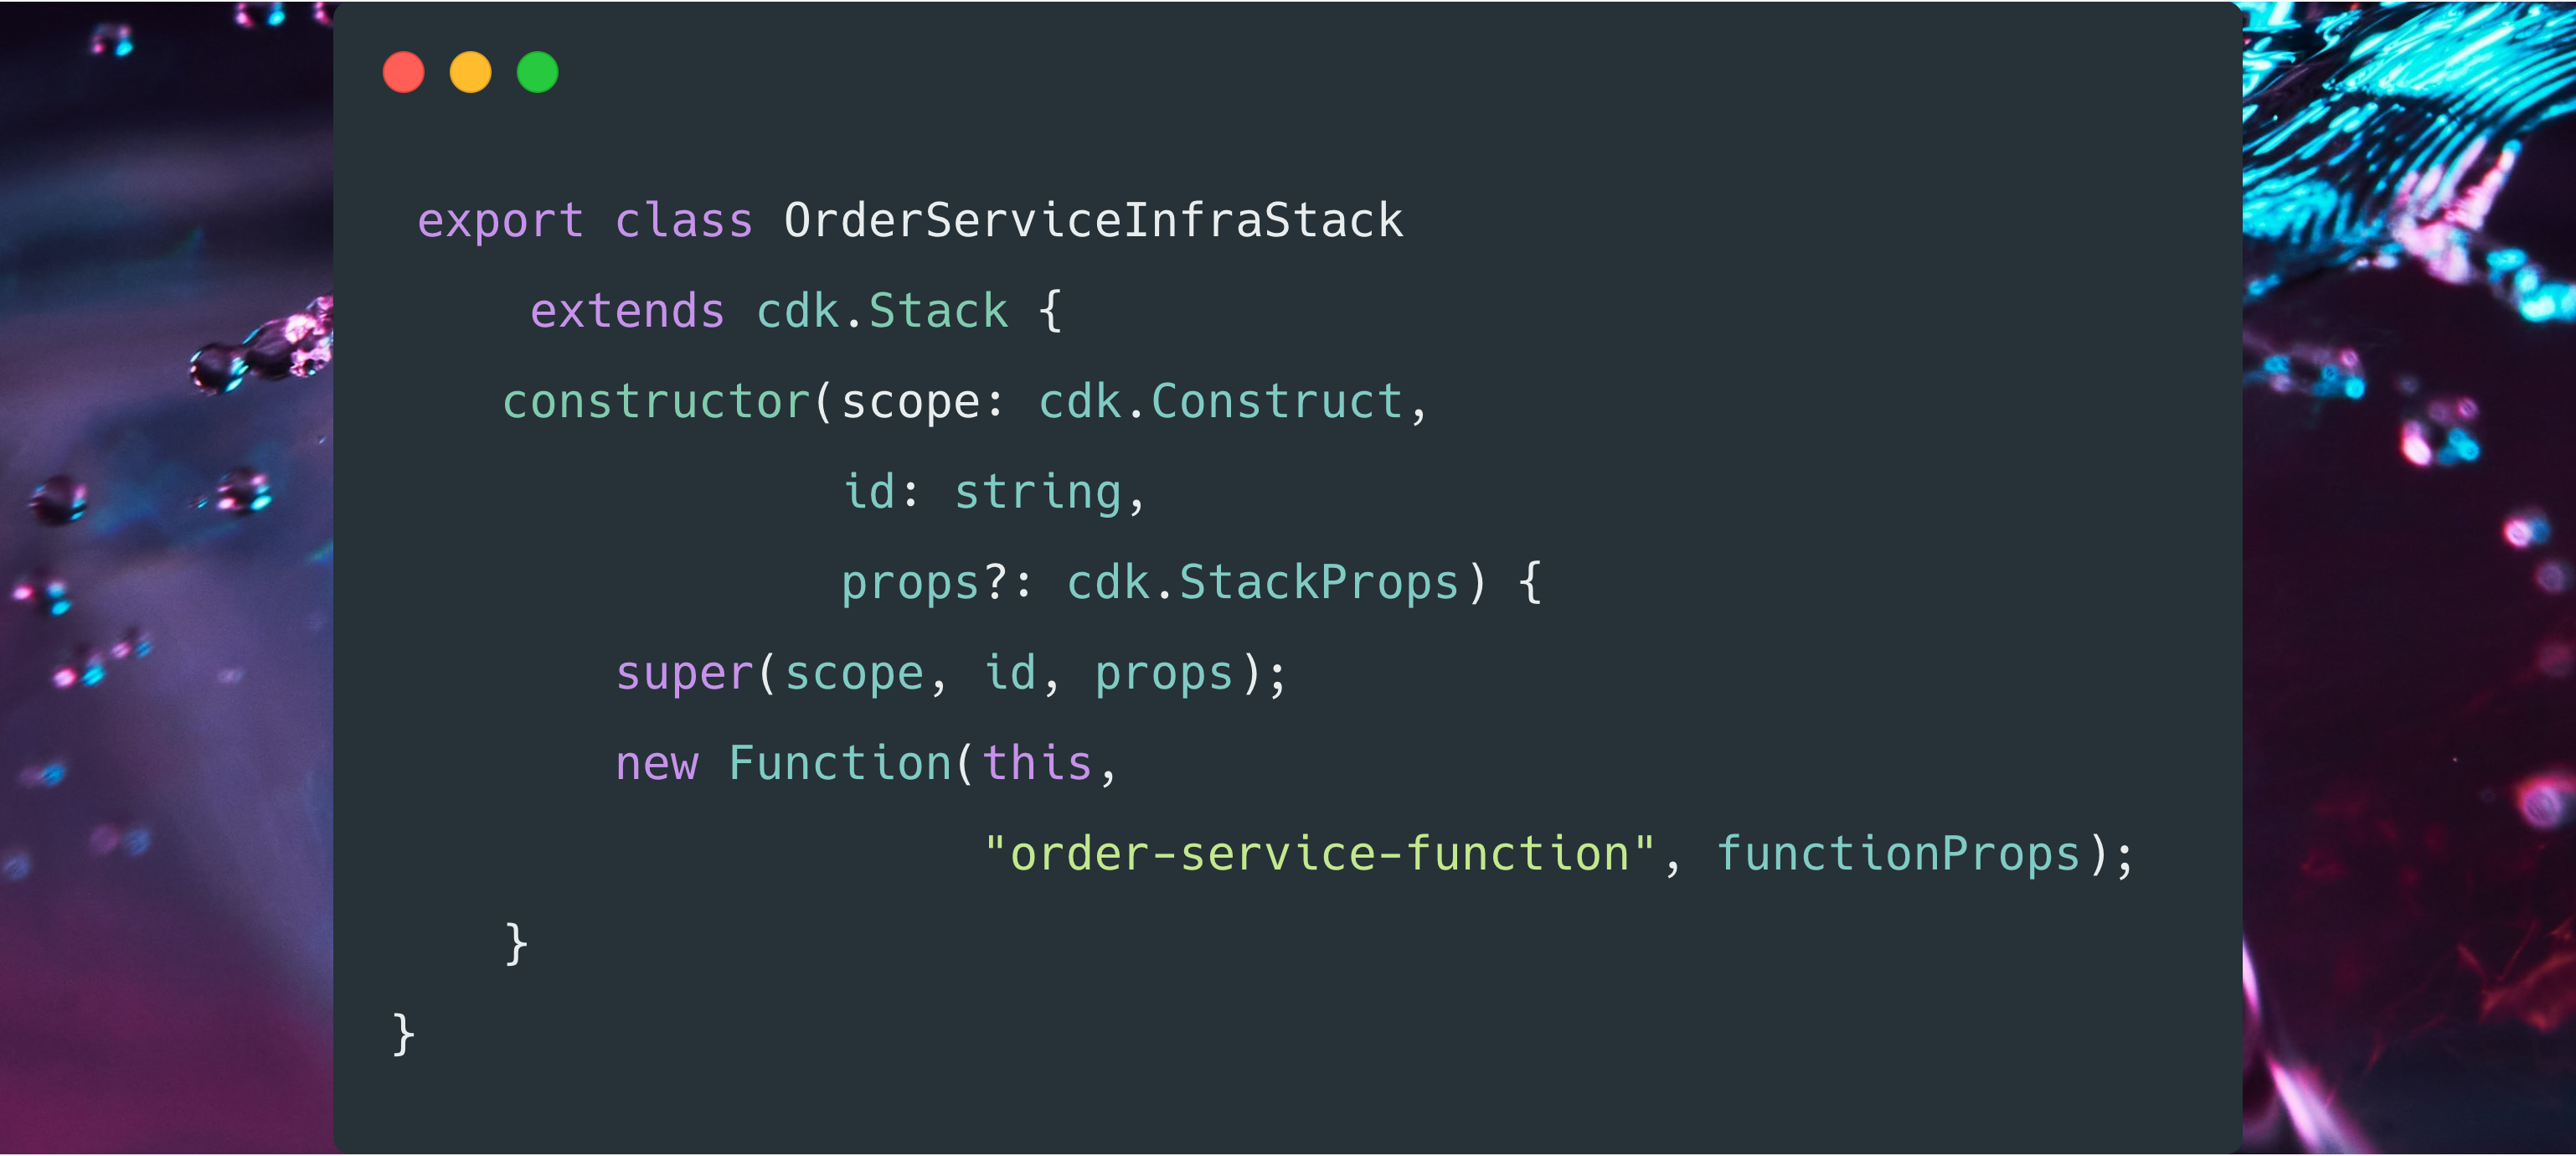 export class OrderServiceInfraStack
extends cdk.Stack {
constructor(scope: cdk.Construct,
id: string,
props?: cdk.StackProps) {
super(scope, id, props);
new Function(this,
"order-service-function", functionProps);
}
}